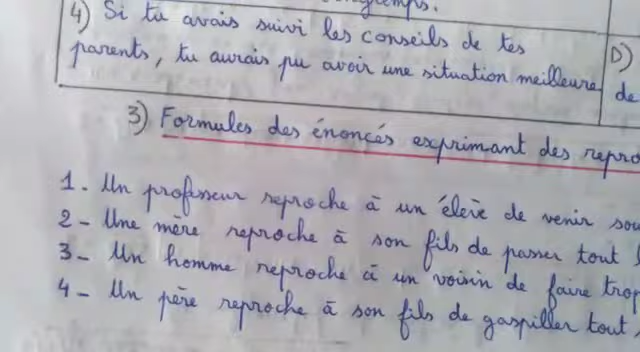 4) Si tu avais suivi les conseils de tes
parents, tu aurais pu avoir une situation meilleure
D)
de
3) Formules des énoncés exprimant des repro
1. Un professeur reproche à un élève de venir sou
2 - Une mère reproche à son fils de passer tout
3 - Un homme reproche à un voisin de faire trop
4 - Un père reproche à son fils de gaspiller tout